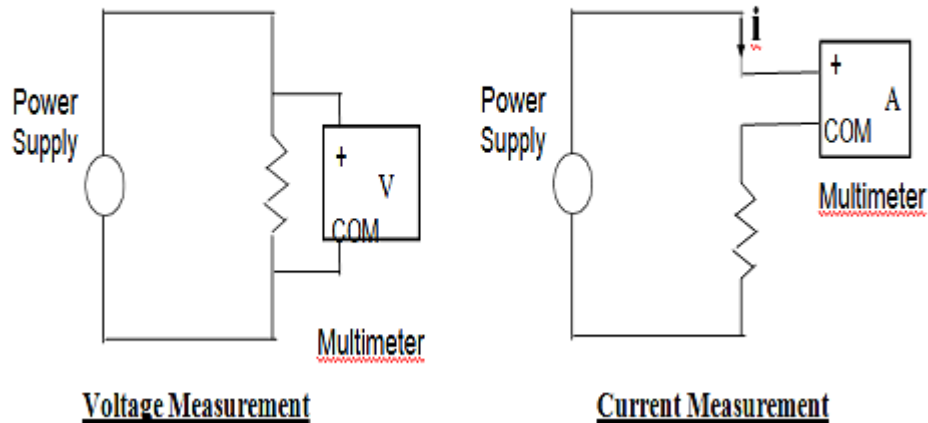 Power
Supply
+
V
COM
Multimeter
Voltage Measurement
i
Power
Supply
+
A
COM
Multimeter
Current Measurement